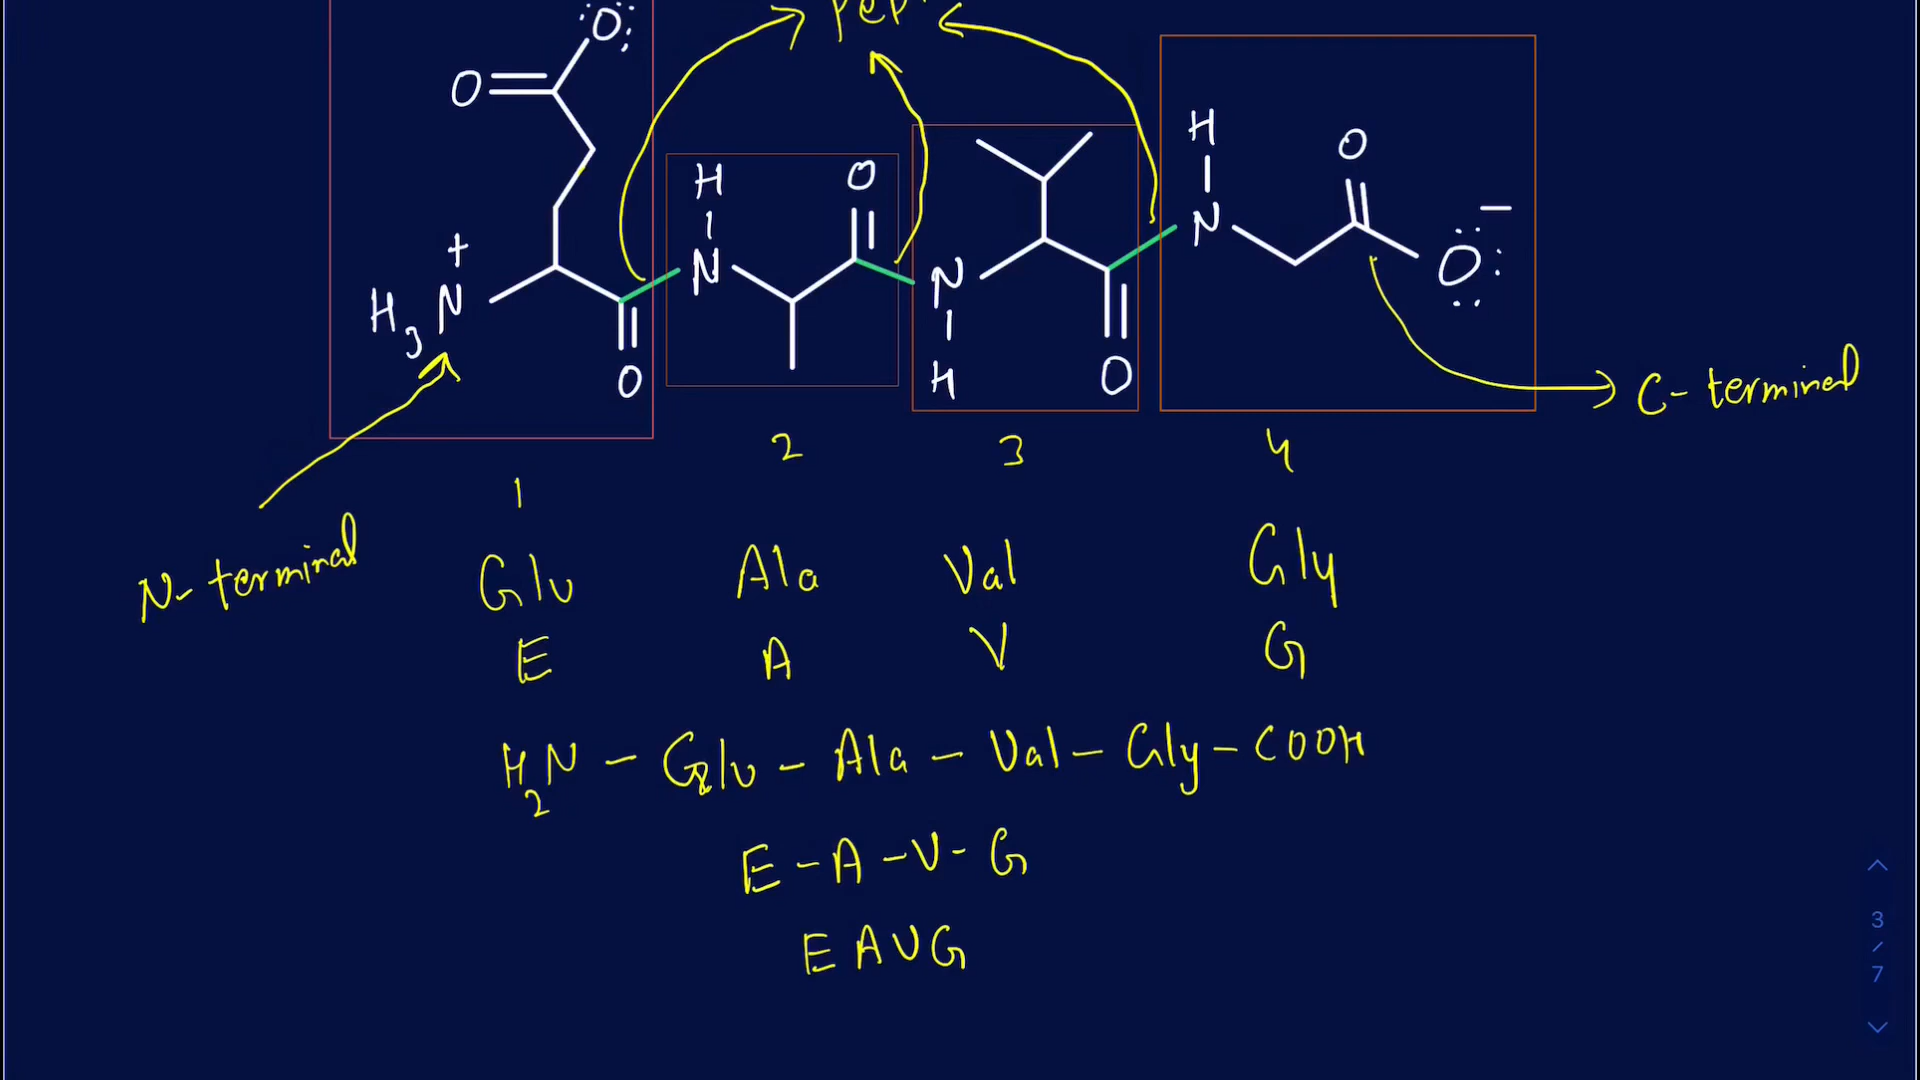 pep
O
O
H
O
H
O
+
H₃N
N
N
N
O⁻
O
H
O
C-terminal
2
3
4
1
N-terminal
Glu
Ala
Val
Gly
E
A
V
G
H₂N - Glu - Ala - Val - Gly - COOH
E - A - V - G
EAVG
3
/
7